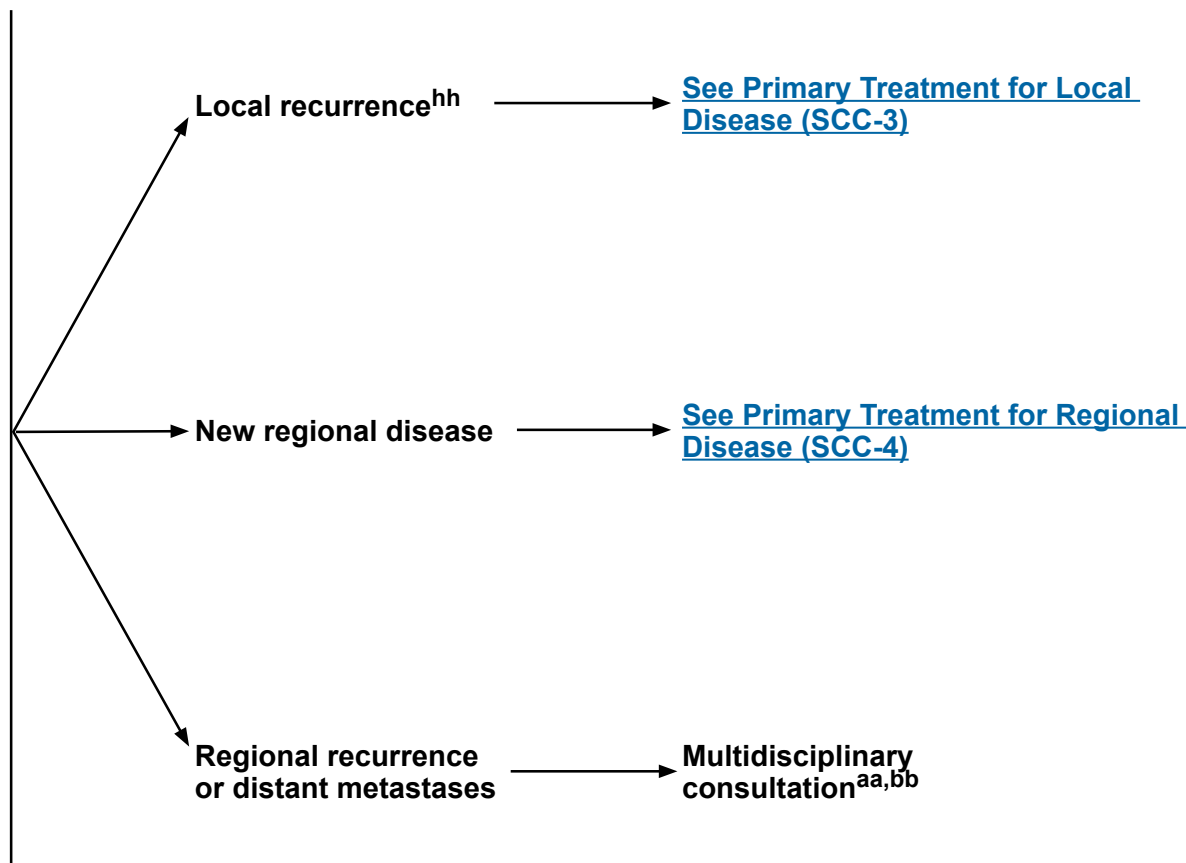 Local recurrencehh
See Primary Treatment for Local
Disease (SCC-3)
New regional disease
See Primary Treatment for Regional
Disease (SCC-4)
Regional recurrence
or distant metastases
Multidisciplinary
consultationaa,bb